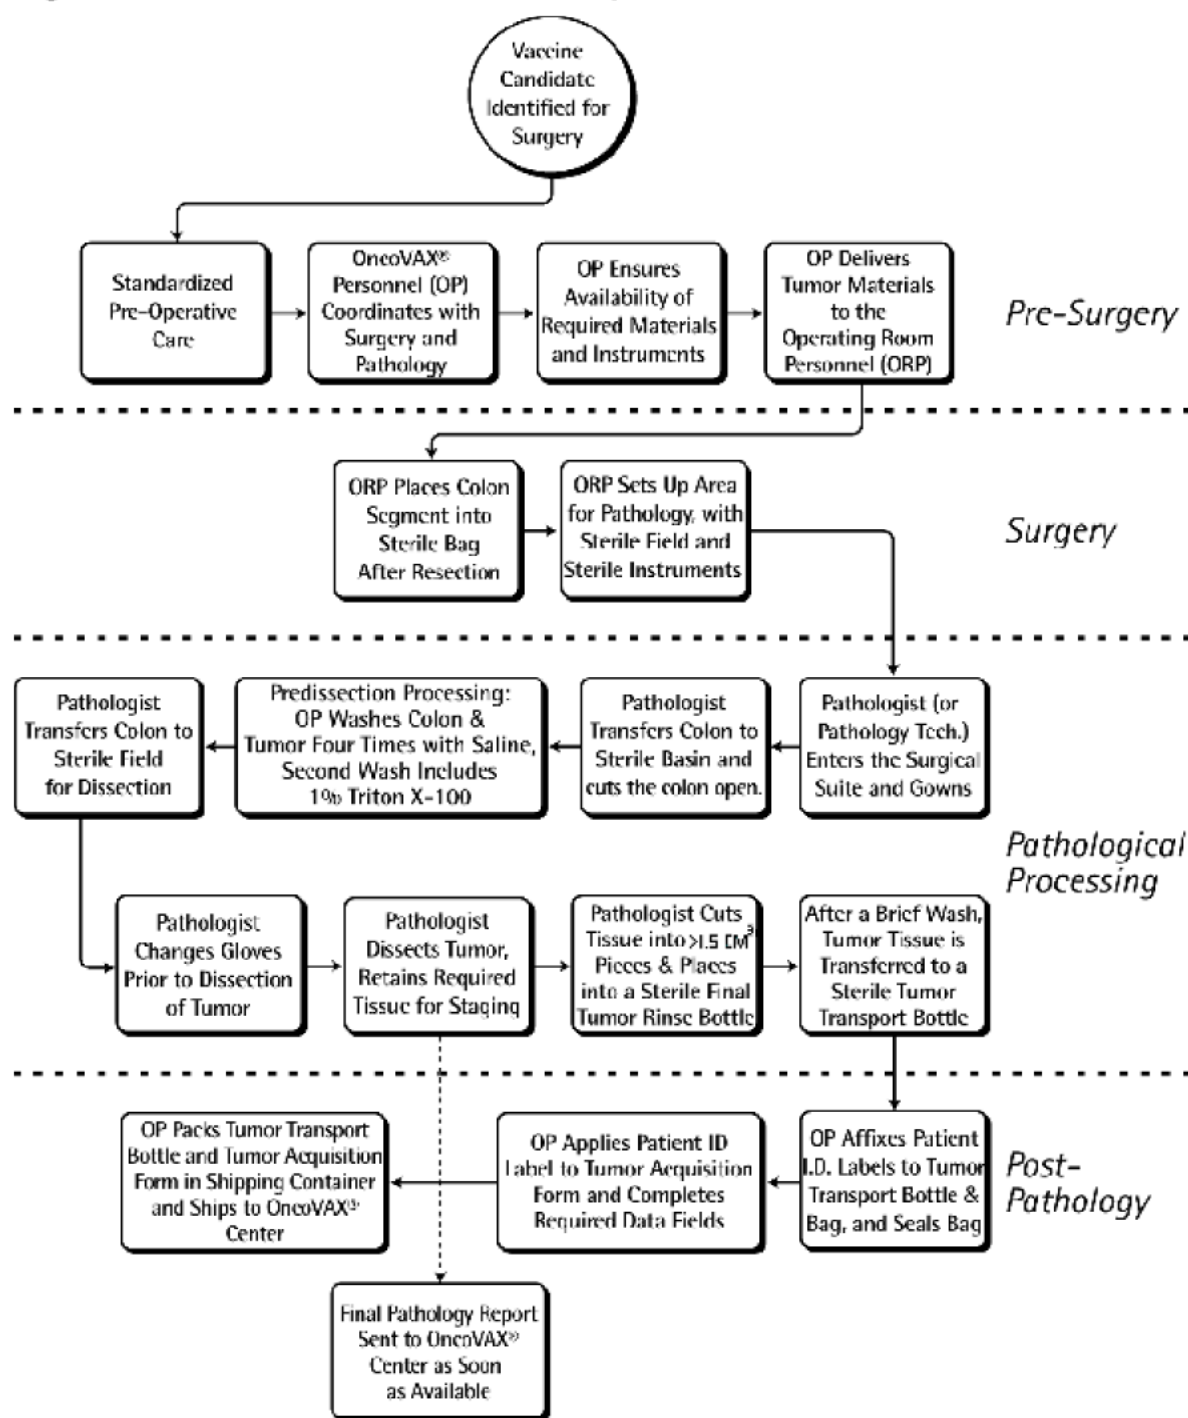 Vaccine
Candidate
Identified for
Surgery
Standardized
Pre-Operative
Care
OncoVAX®
Personnel (OP)
Coordinates with
Surgery and
Pathology
OP Ensures
Availability of
Required Materials
and Instruments
OP Delivers
Tumor Materials
to the
Operating Room
Personnel (ORP)
Pre-Surgery
ORP Places Colon
Segment into
Sterile Bag
After Resection
ORP Sets Up Area
for Pathology, with
Sterile Field and
Sterile Instruments
Surgery
Pathologist (or
Pathology Tech.)
Enters the Surgical
Suite and Gowns
Pathologist
Transfers Colon to
Sterile Basin and
cuts the colon open.
Predissection Processing:
OP Washes Colon &
Tumor Four Times with Saline,
Second Wash Includes
1% Triton X-100
Pathologist
Transfers Colon to
Sterile Field
for Dissection
Pathological
Processing
Pathologist
Changes Gloves
Prior to Dissection
of Tumor
Pathologist
Dissects Tumor,
Retains Required
Tissue for Staging
Pathologist Cuts
Tissue into >1.5 CM³
Pieces & Places
into a Sterile Final
Tumor Rinse Bottle
After a Brief Wash,
Tumor Tissue is
Transferred to a
Sterile Tumor
Transport Bottle
OP Affixes Patient
I.D. Labels to Tumor
Transport Bottle &
Bag, and Seals Bag
OP Applies Patient ID
Label to Tumor Acquisition
Form and Completes
Required Data Fields
OP Packs Tumor Transport
Bottle and Tumor Acquisition
Form in Shipping Container
and Ships to OncoVAX®
Center
Post-
Pathology
Final Pathology Report
Sent to OncoVAX®
Center as Soon
as Available